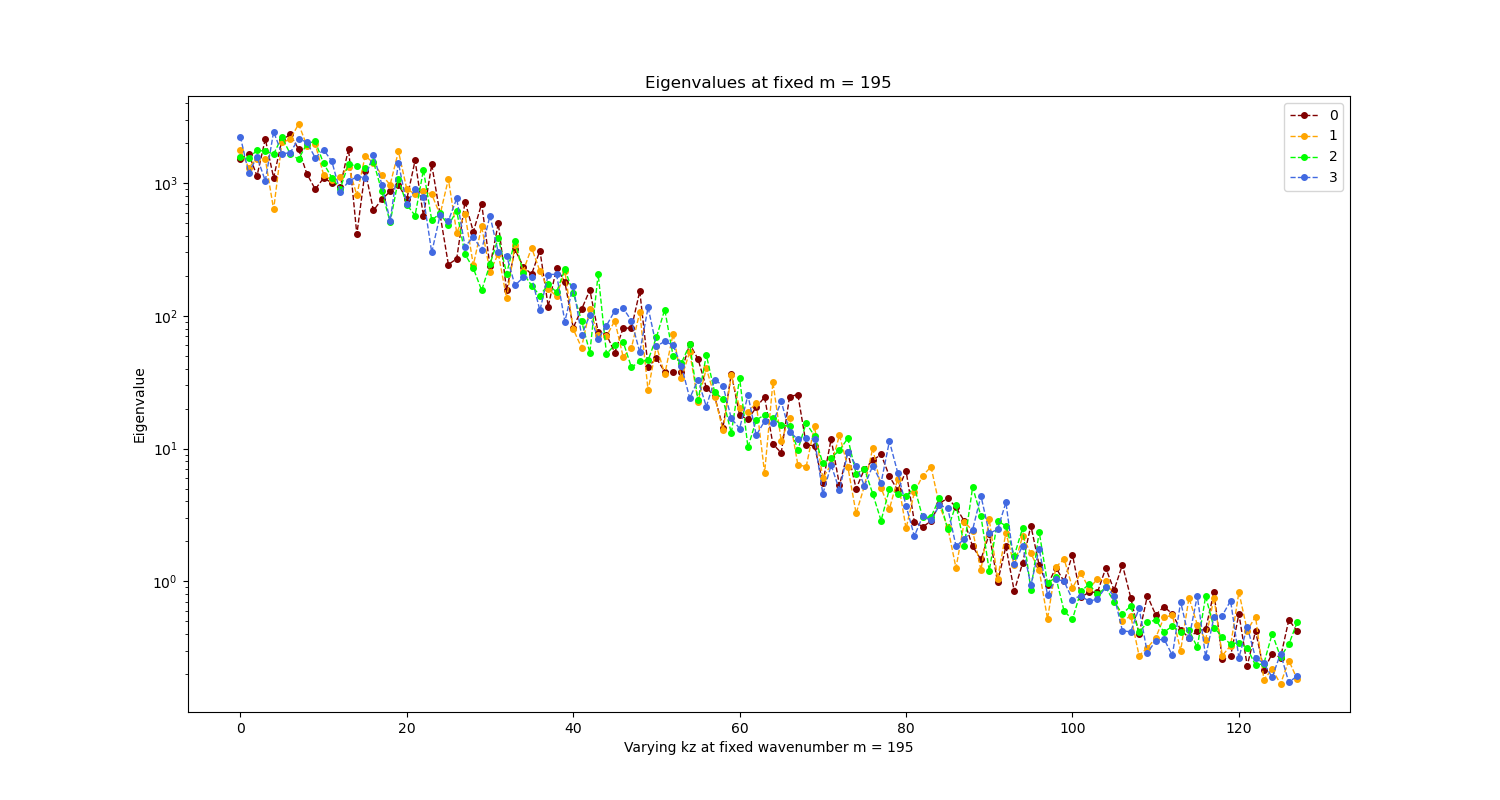 Eigenvalues at fixed m = 195
0
1
2
3
10³
10²
10¹
10⁰
Eigenvalue
0 20 40 60 80 100 120
Varying kz at fixed wavenumber m = 195